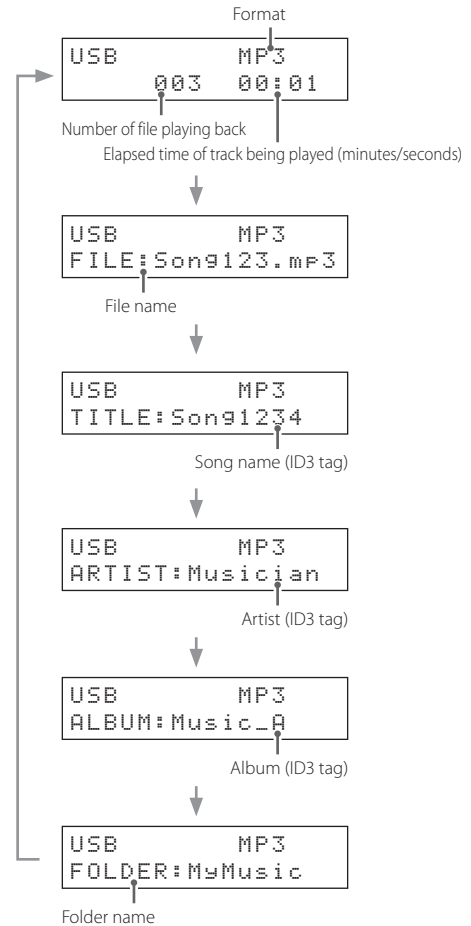 Format
USB MP3
003 00:01
Number of file playing back
Elapsed time of track being played (minutes/seconds)
USB MP3
FILE:Song123.mp3
File name
USB MP3
TITLE:Song1234
Song name (ID3 tag)
USB MP3
ARTIST:Musician
Artist (ID3 tag)
USB MP3
ALBUM:Music_A
Album (ID3 tag)
USB MP3
FOLDER:MyMusic
Folder name